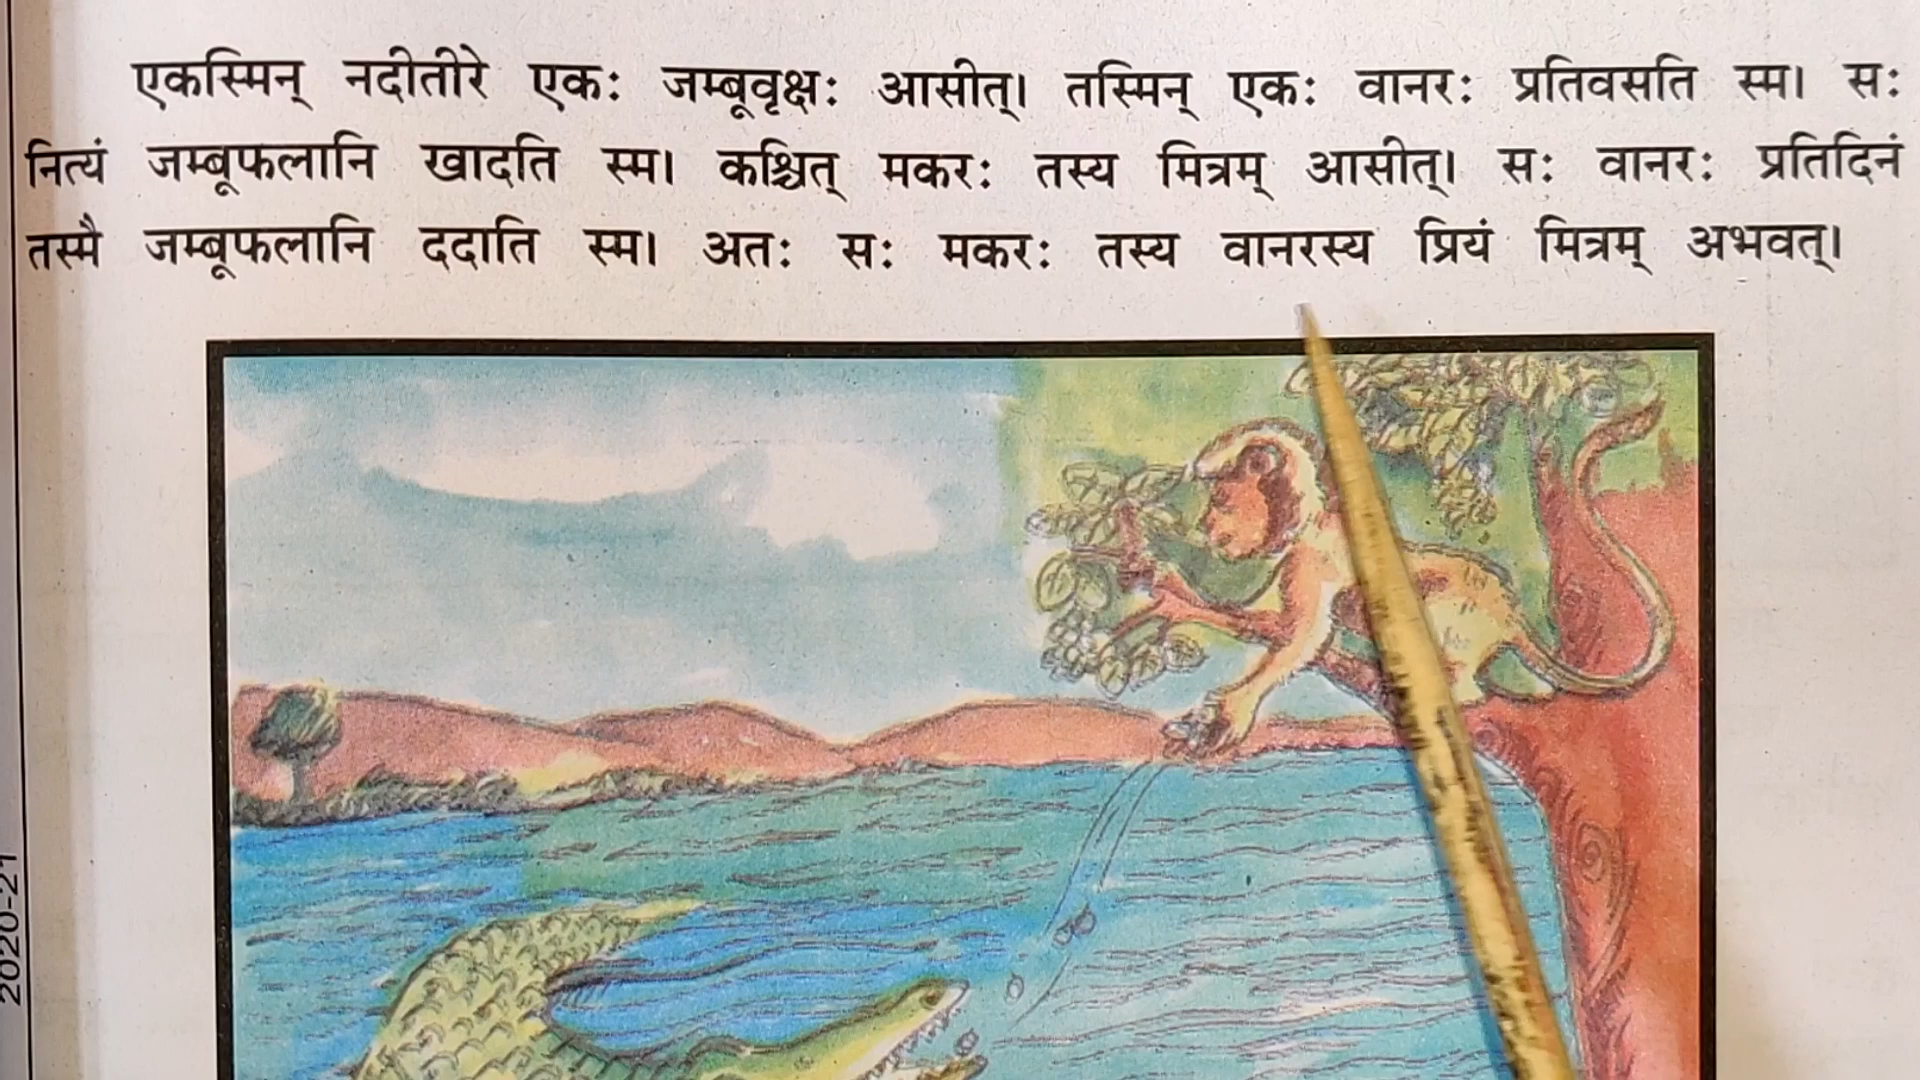 एकस्मिन् नदीतीरे एकः जम्बूवृक्षः आसीत्। तस्मिन् एकः वानरः प्रतिवसति स्म। सः
नित्यं जम्बूफलानि खादति स्म। कश्चित् मकरः तस्य मित्रम् आसीत्। सः वानरः प्रतिदिनं
तस्मै जम्बूफलानि ददाति स्म। अतः सः मकरः तस्य वानरस्य प्रियं मित्रम् अभवत्।
2020-21